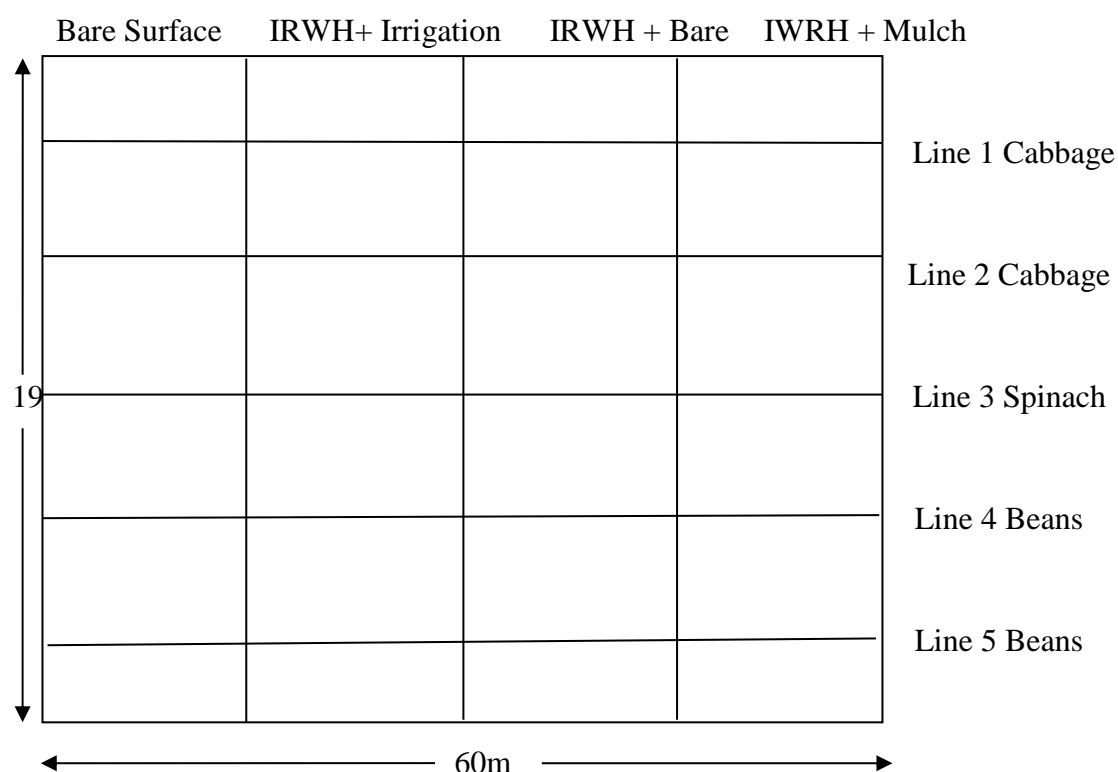 Bare Surface IRWH+ Irrigation IRWH + Bare IWRH + Mulch
Line 1 Cabbage
Line 2 Cabbage
19
Line 3 Spinach
Line 4 Beans
Line 5 Beans
60m